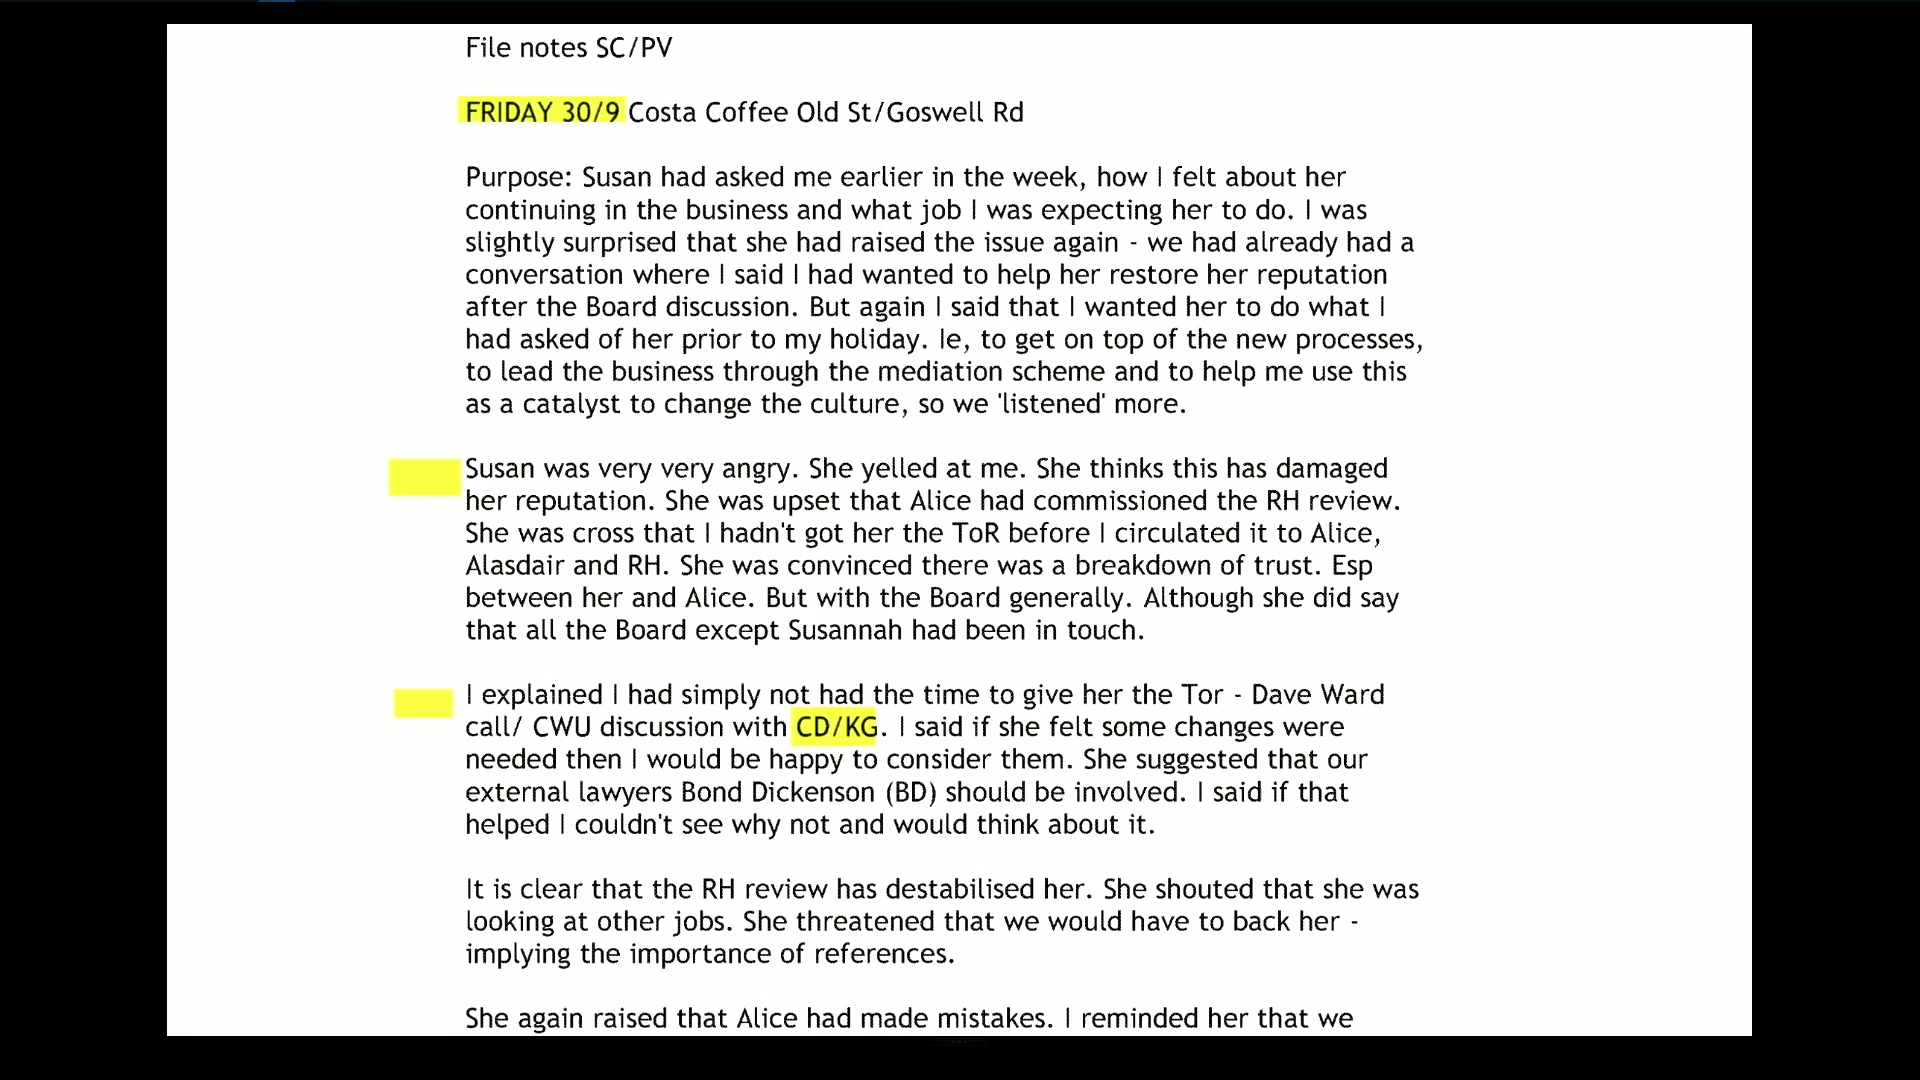 File notes SC/PV
FRIDAY 30/9 Costa Coffee Old St/Goswell Rd
Purpose: Susan had asked me earlier in the week, how I felt about her
continuing in the business and what job I was expecting her to do. I was
slightly surprised that she had raised the issue again - we had already had a
conversation where I said I had wanted to help her restore her reputation
after the Board discussion. But again I said that I wanted her to do what I
had asked of her prior to my holiday. Ie, to get on top of the new processes,
to lead the business through the mediation scheme and to help me use this
as a catalyst to change the culture, so we 'listened' more.
Susan was very very angry. She yelled at me. She thinks this has damaged
her reputation. She was upset that Alice had commissioned the RH review.
She was cross that I hadn't got her the ToR before I circulated it to Alice,
Alasdair and RH. She was convinced there was a breakdown of trust. Esp
between her and Alice. But with the Board generally. Although she did say
that all the Board except Susannah had been in touch.
I explained I had simply not had the time to give her the Tor - Dave Ward
call/ CWU discussion with CD/KG. I said if she felt some changes were
needed then I would be happy to consider them. She suggested that our
external lawyers Bond Dickenson (BD) should be involved. I said if that
helped I couldn't see why not and would think about it.
It is clear that the RH review has destabilised her. She shouted that she was
looking at other jobs. She threatened that we would have to back her -
implying the importance of references.
She again raised that Alice had made mistakes. I reminded her that we